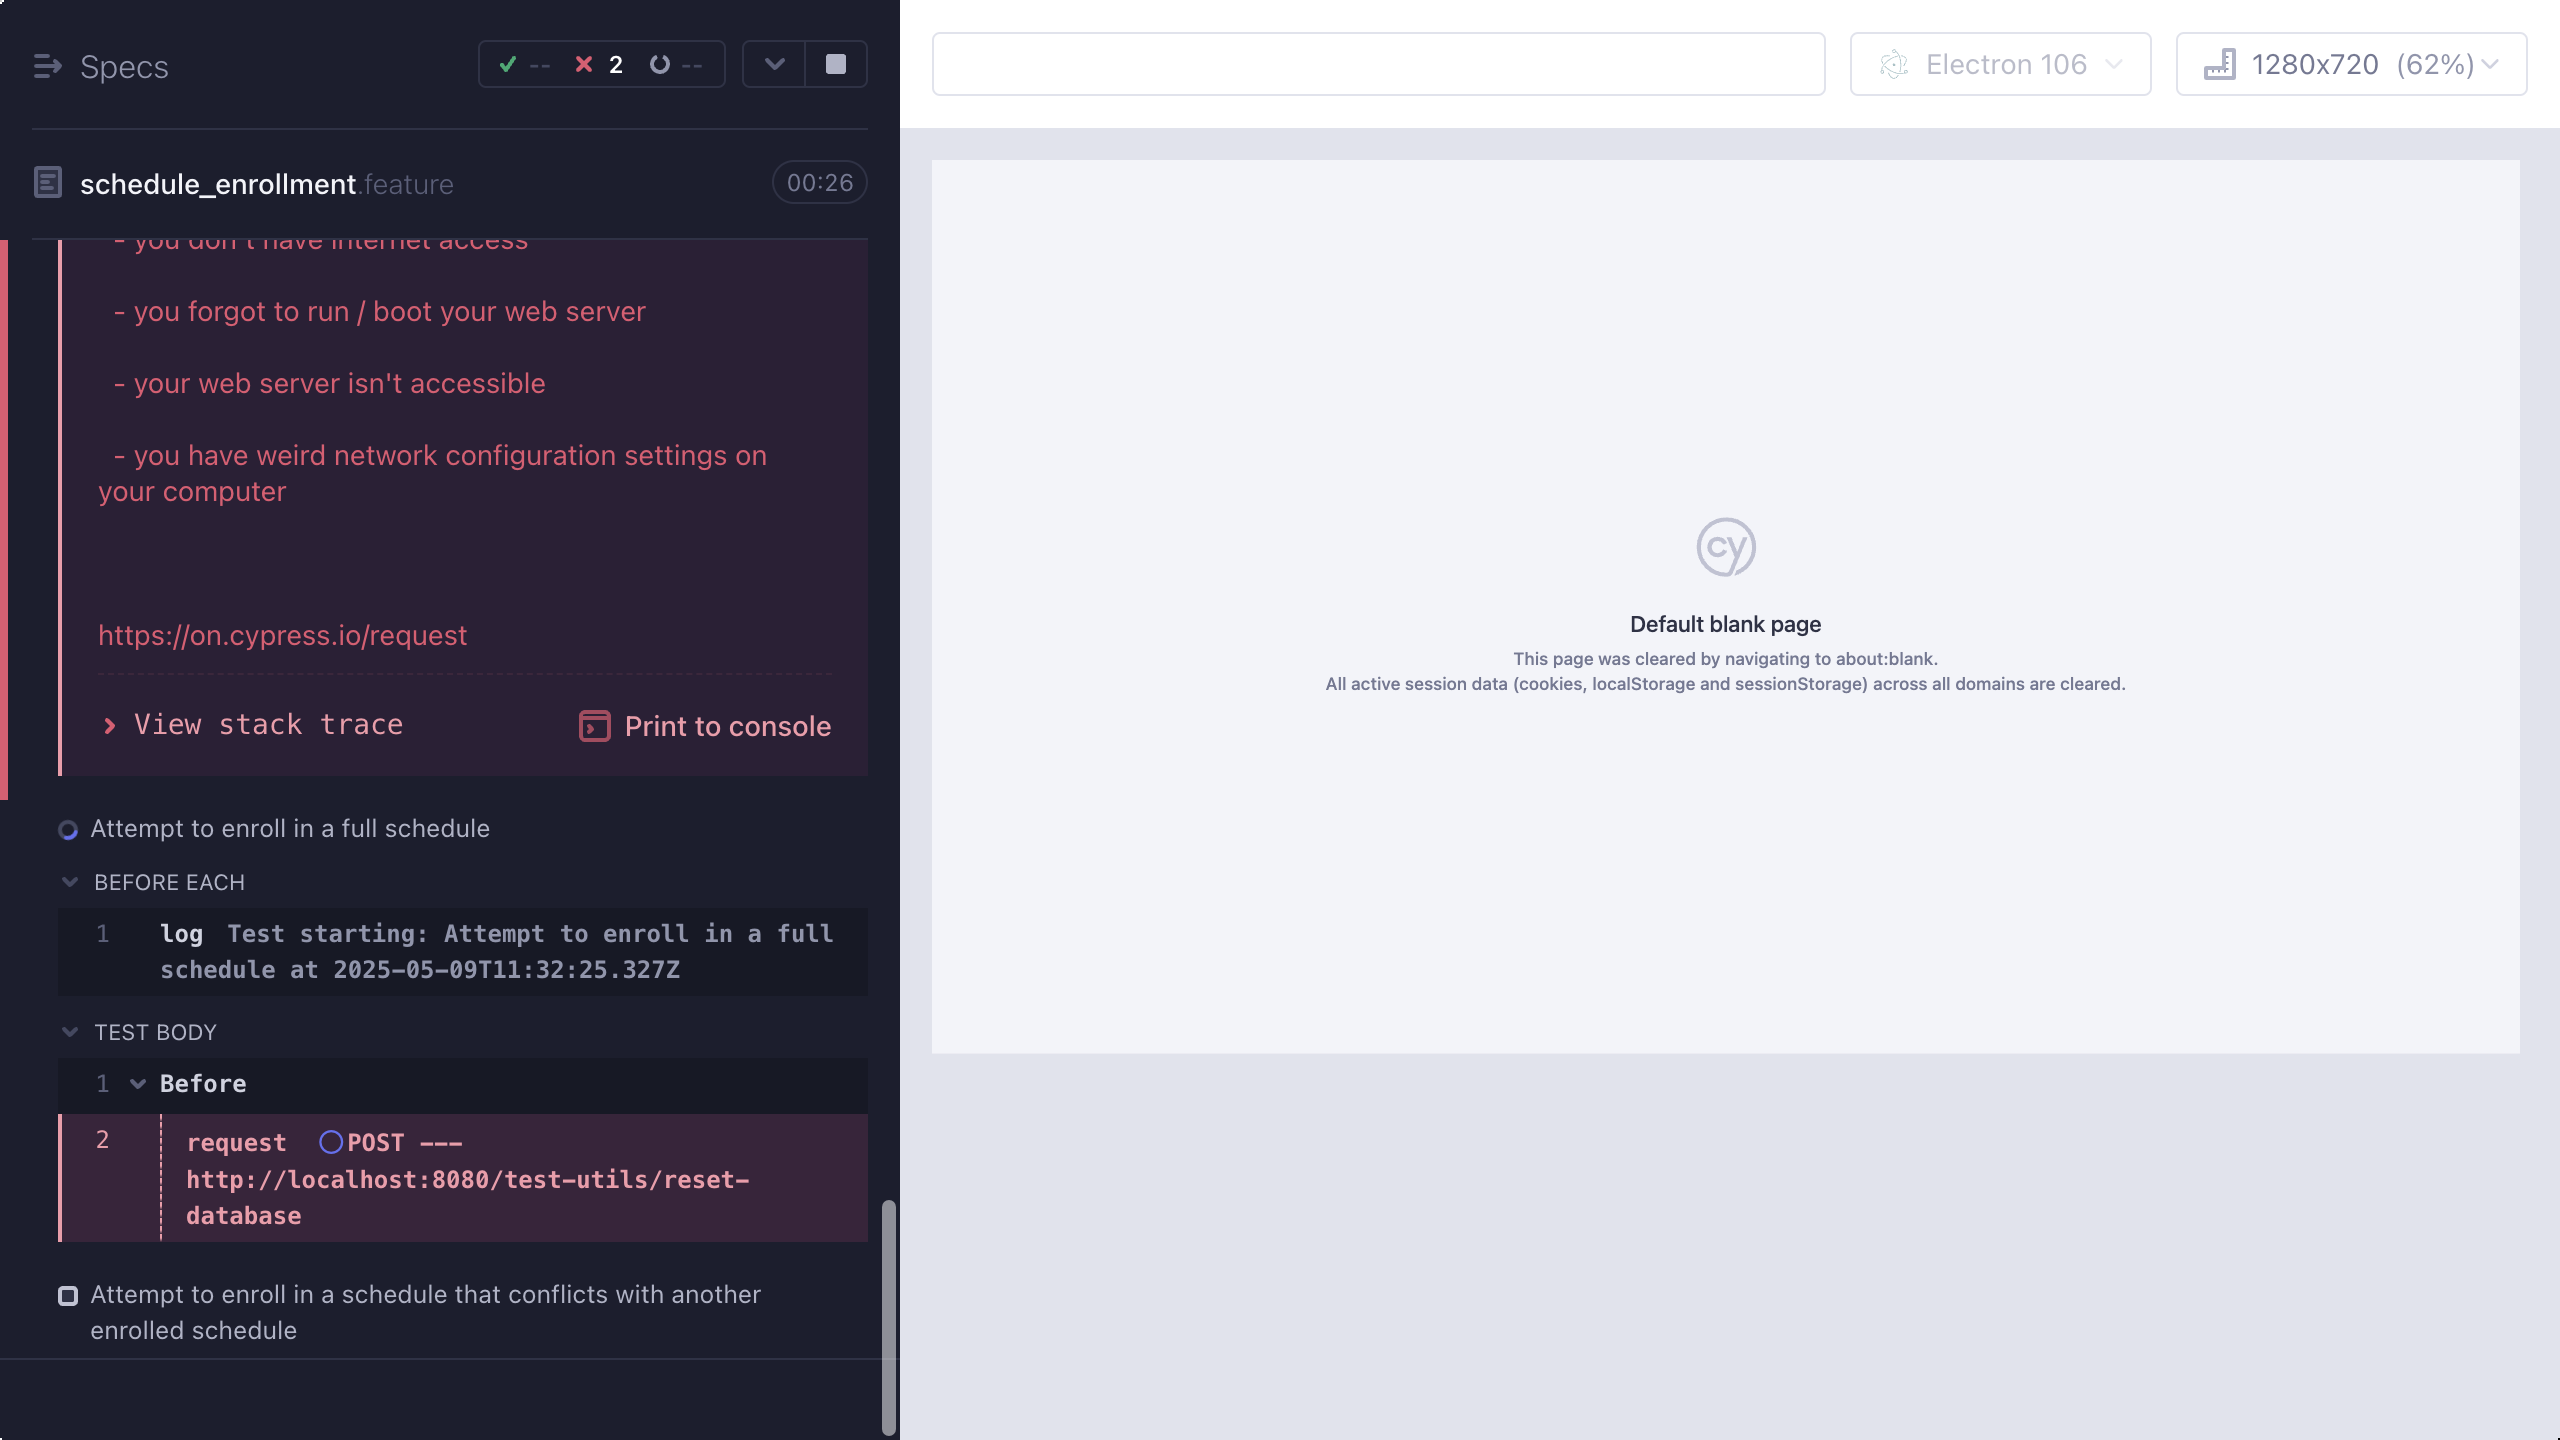 Specs
-- 2 --
schedule_enrollment.feature
00:26
- you don't have internet access
- you forgot to run / boot your web server
- your web server isn't accessible
- you have weird network configuration settings on
your computer
https://on.cypress.io/request
View stack trace
Print to console
Attempt to enroll in a full schedule
BEFORE EACH
1 log Test starting: Attempt to enroll in a full
schedule at 2025-05-09T11:32:25.327Z
TEST BODY
1 Before
2 request POST ---
http://localhost:8080/test-utils/reset-
database
Attempt to enroll in a schedule that conflicts with another
enrolled schedule
Electron 106
1280x720 (62%)
cy
Default blank page
This page was cleared by navigating to about:blank.
All active session data (cookies, localStorage and sessionStorage) across all domains are cleared.